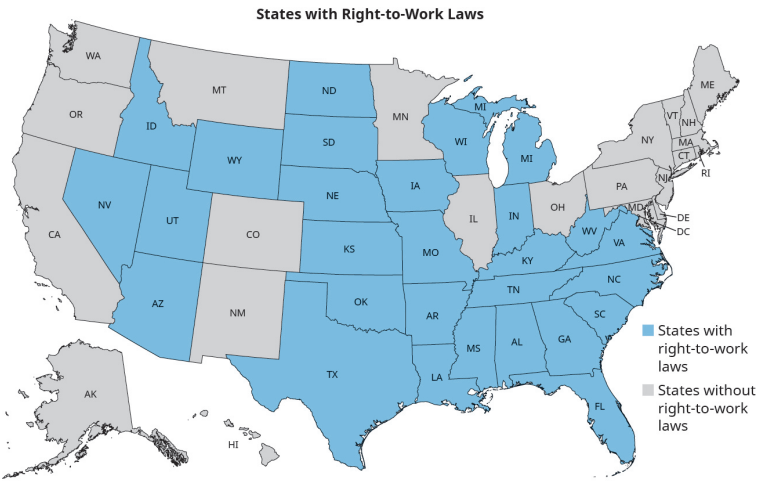 States with Right-to-Work Laws
WA
MT
ND
MN
OR
ID
WY
SD
WI
MI
MI
ME
VT
NH
NY
MA
CT
RI
NV
UT
CO
NE
IA
IL
IN
OH
PA
NJ
MD
DE
DC
CA
KS
MO
KY
WV
VA
AZ
NM
OK
AR
TN
NC
SC
TX
LA
MS
AL
GA
FL
AK
HI
States with
right-to-work
laws
States without
right-to-work
laws